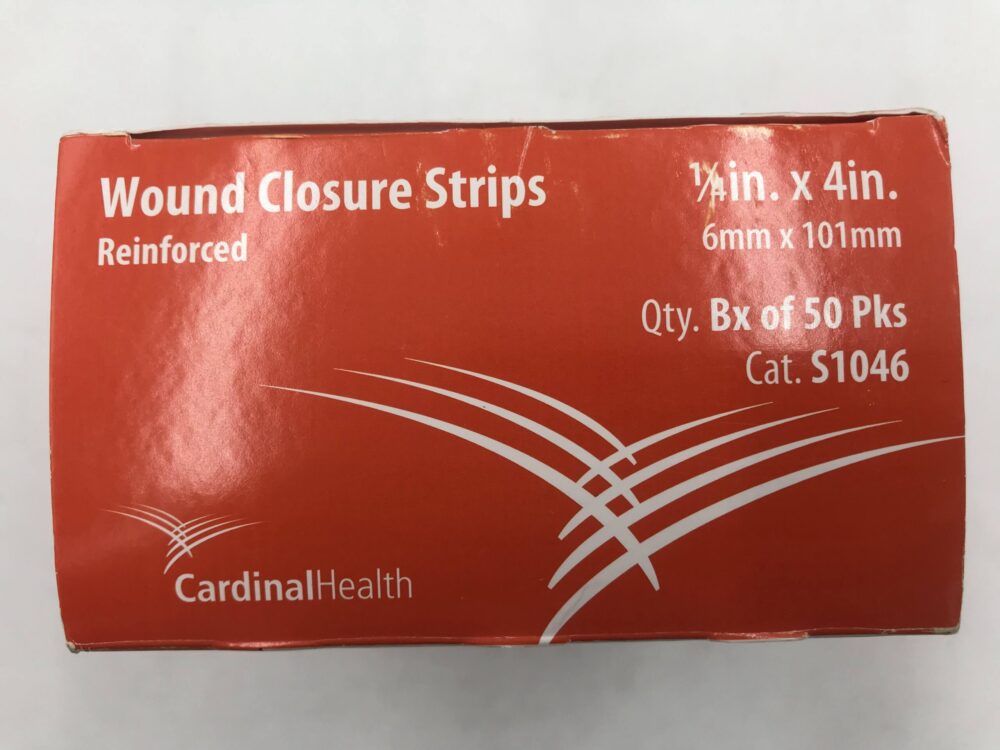 Wound Closure Strips
Reinforced
1/4in. x 4in.
6mm x 101mm
Qty. Bx of 50 Pks
Cat. S1046
CardinalHealth